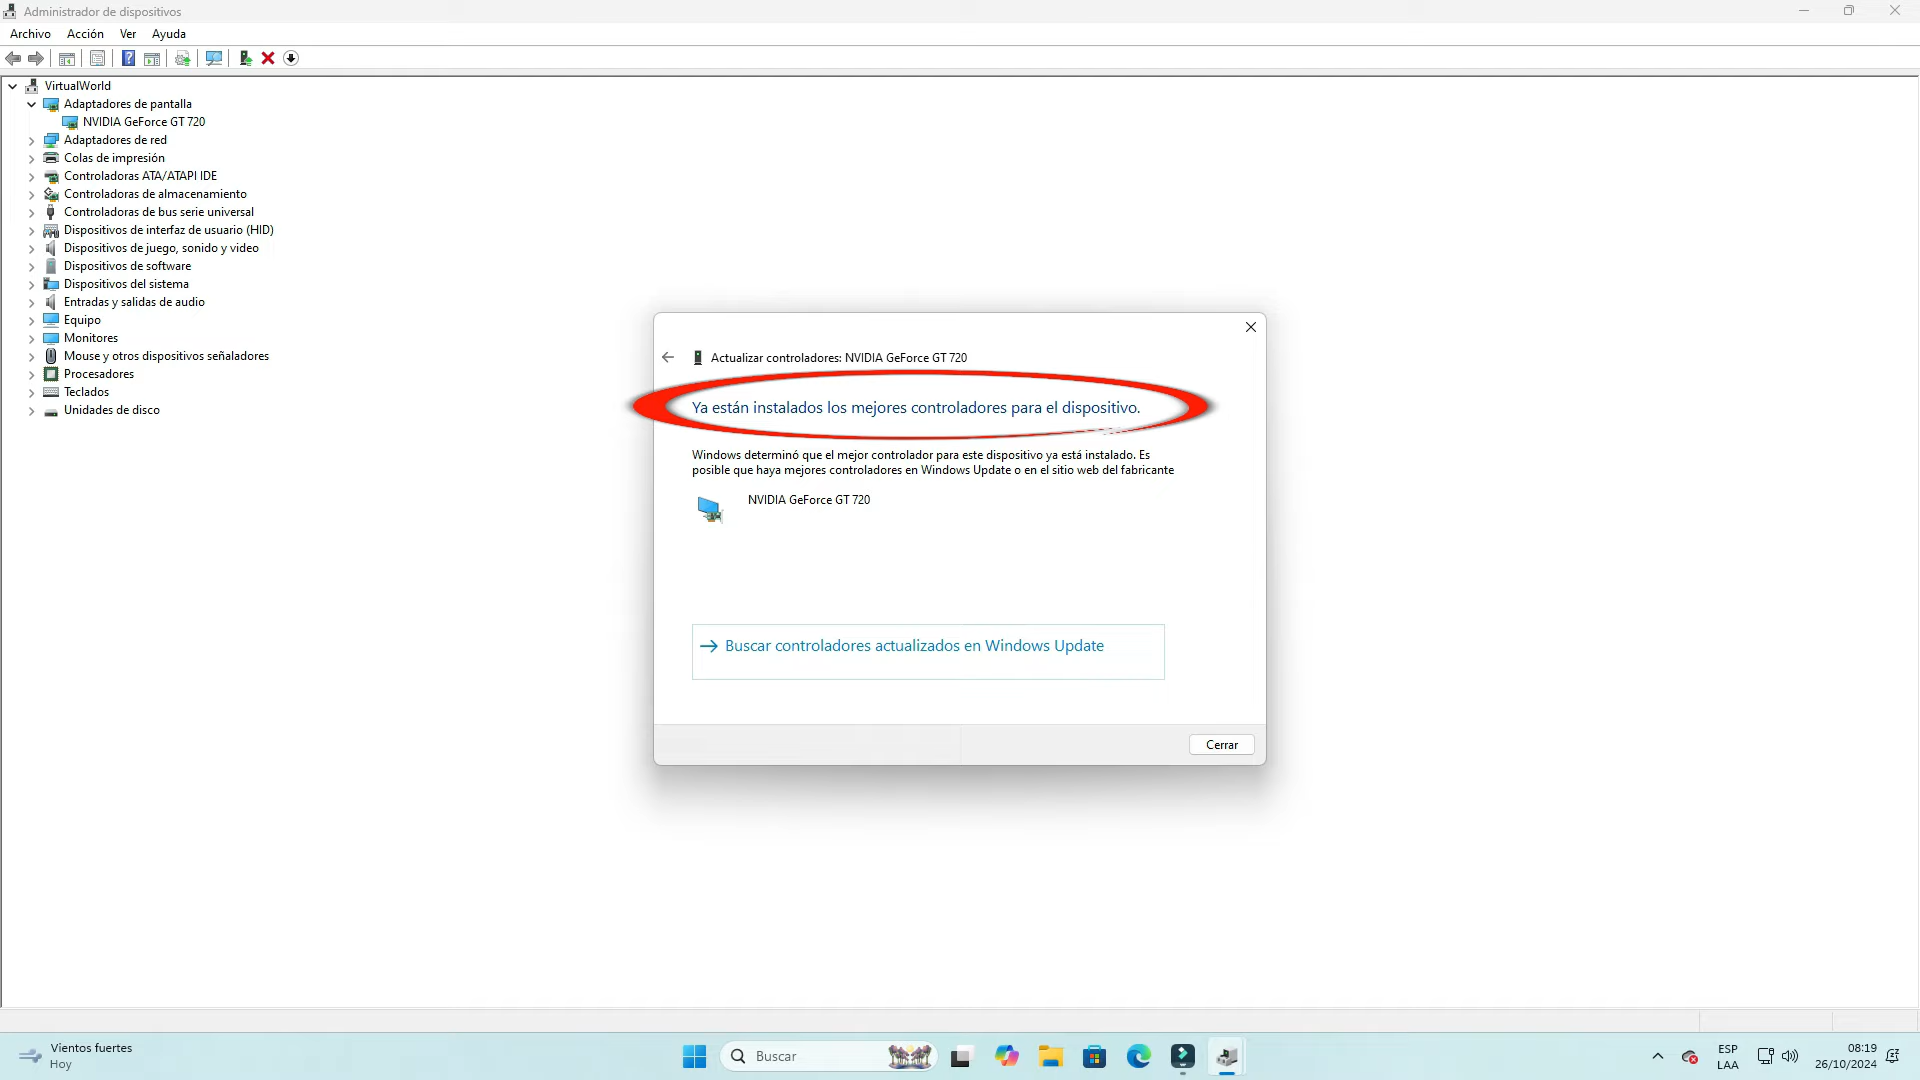 Administrador de dispositivos
Archivo Acción Ver Ayuda
VirtualWorld
Adaptadores de pantalla
NVIDIA GeForce GT 720
Adaptadores de red
Colas de impresión
Controladoras ATA/ATAPI IDE
Controladoras de almacenamiento
Controladoras de bus serie universal
Dispositivos de interfaz de usuario (HID)
Dispositivos de juego, sonido y video
Dispositivos de software
Dispositivos del sistema
Entradas y salidas de audio
Equipo
Monitores
Mouse y otros dispositivos señaladores
Procesadores
Teclados
Unidades de disco
Actualizar controladores: NVIDIA GeForce GT 720
Ya están instalados los mejores controladores para el dispositivo.
Windows determinó que el mejor controlador para este dispositivo ya está instalado. Es
posible que haya mejores controladores en Windows Update o en el sitio web del fabricante
NVIDIA GeForce GT 720
Buscar controladores actualizados en Windows Update
Cerrar
Vientos fuertes
Hoy
Buscar
ESP
LAA
08:19
26/10/2024